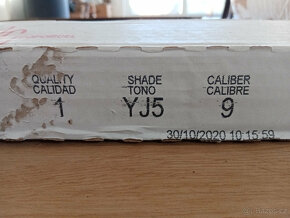 QUALITY SHADE CALIBER
CALIDAD TONO CALIBRE
1 YJ5 9
30/10/2020 10:15:59